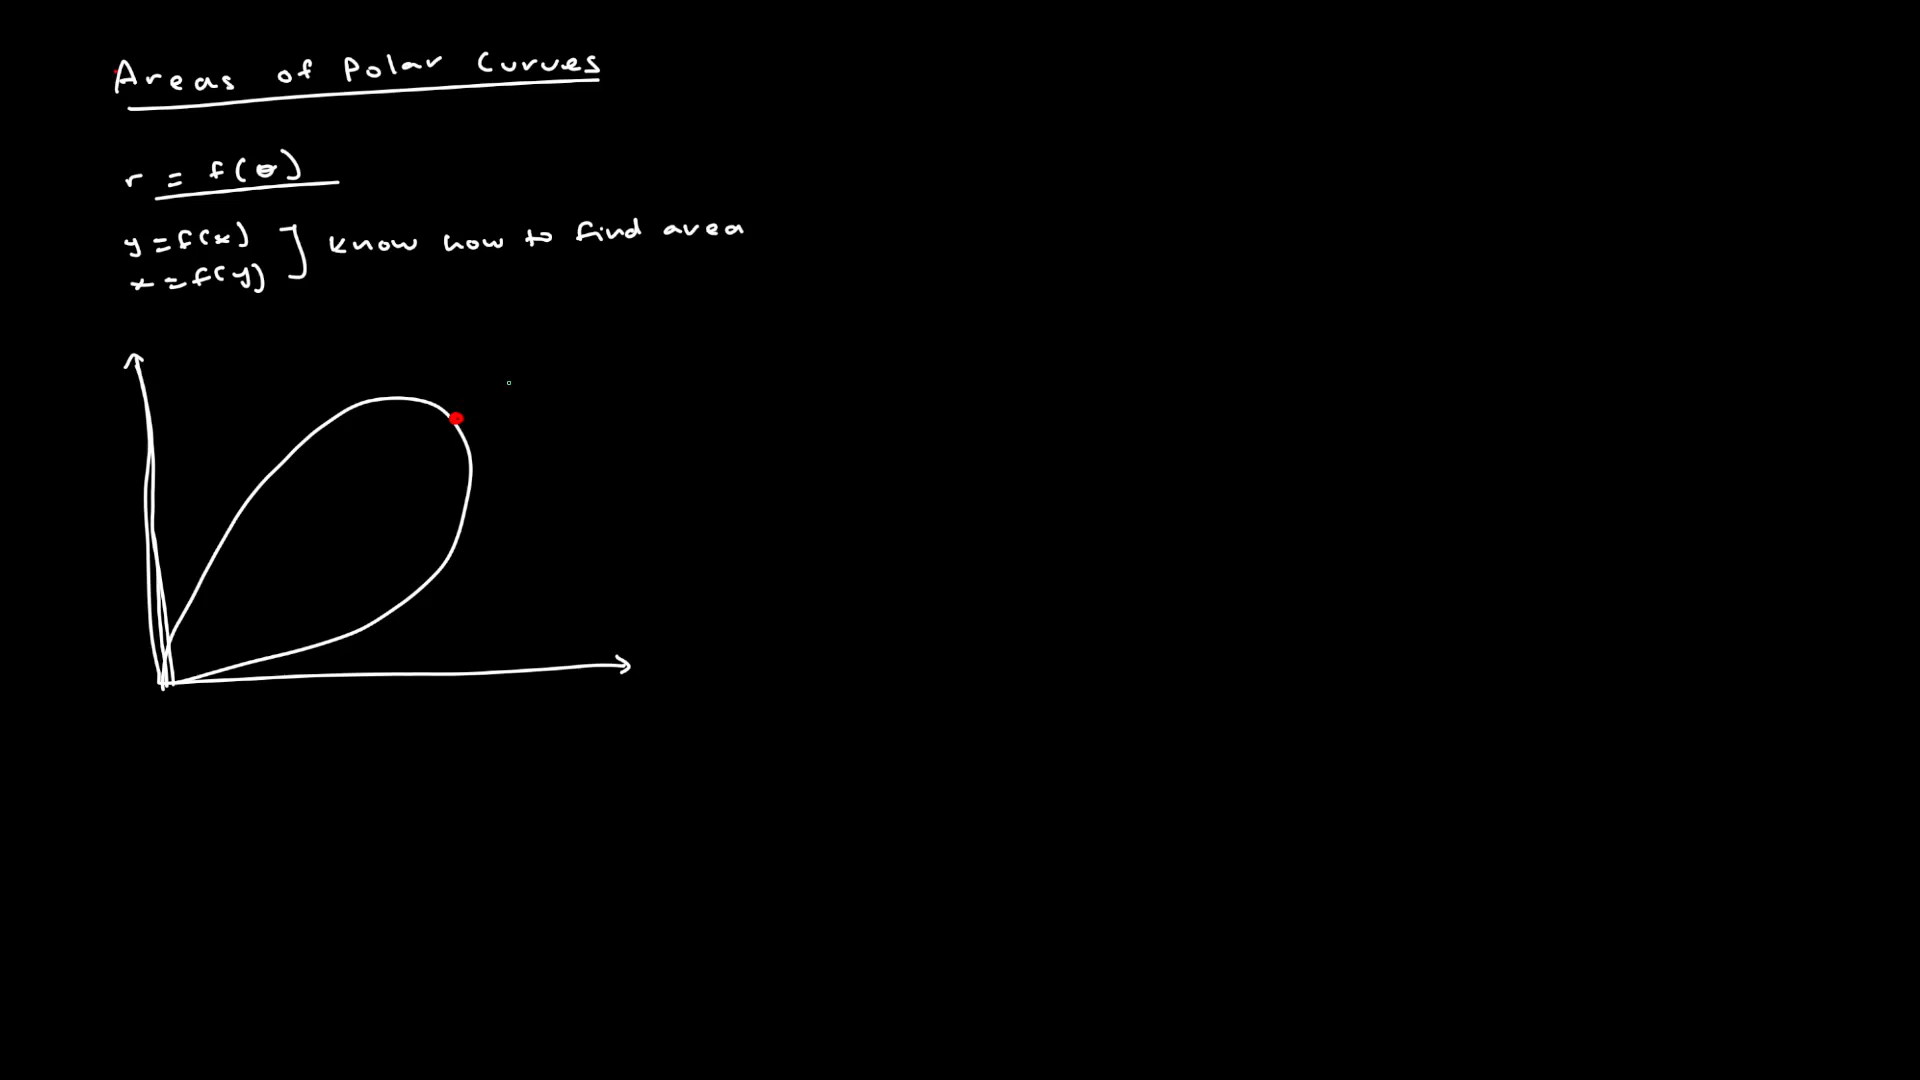 Areas of Polar Curves
r = f(θ)
y = f(x) ] know how to find area
x = f(y)